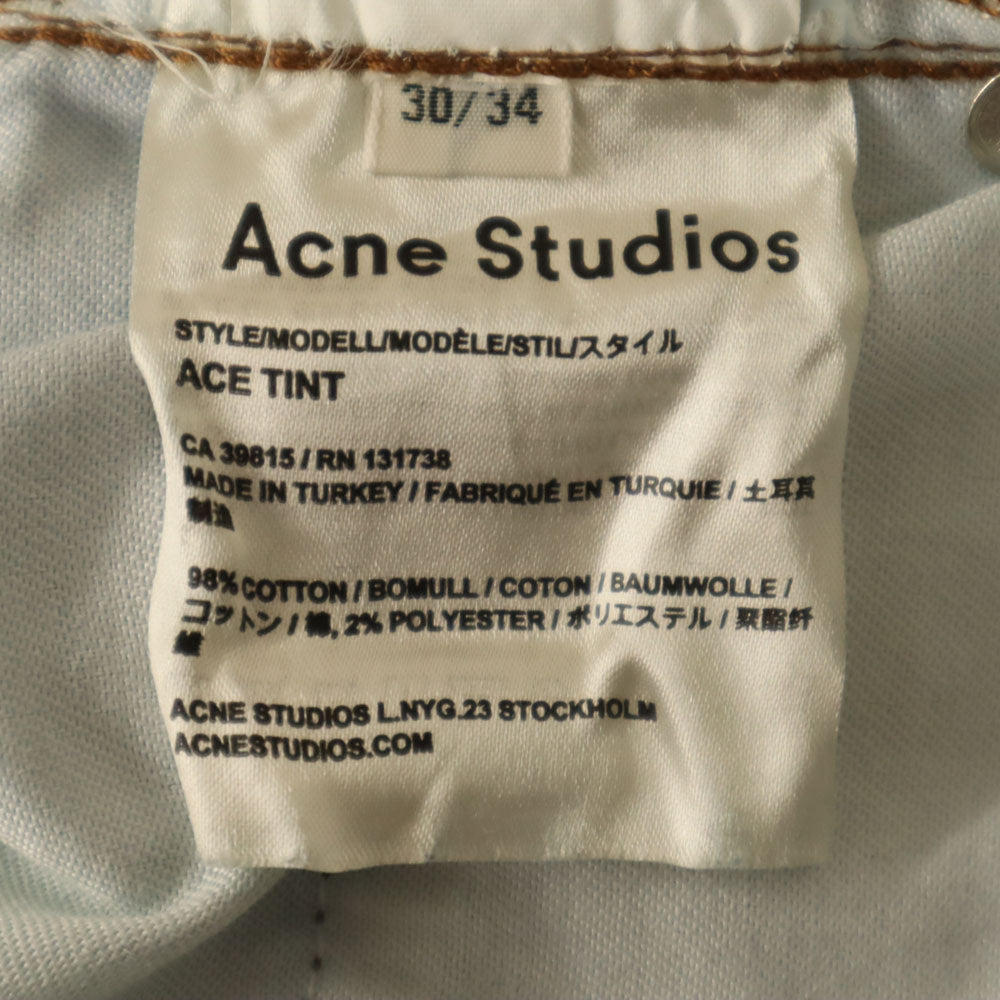 30/34
Acne Studios
STYLE/MODELL/MODÈLE/STIL/スタイル
ACE TINT
CA 39815 / RN 131738
MADE IN TURKEY / FABRIQUÉ EN TURQUIE / 土耳其
制造
98% COTTON / BOMULL / COTON / BAUMWOLLE /
コットン / 棉, 2% POLYESTER / ポリエステル / 聚酯纤
维
ACNE STUDIOS L.NYG.23 STOCKHOLM
ACNESTUDIOS.COM